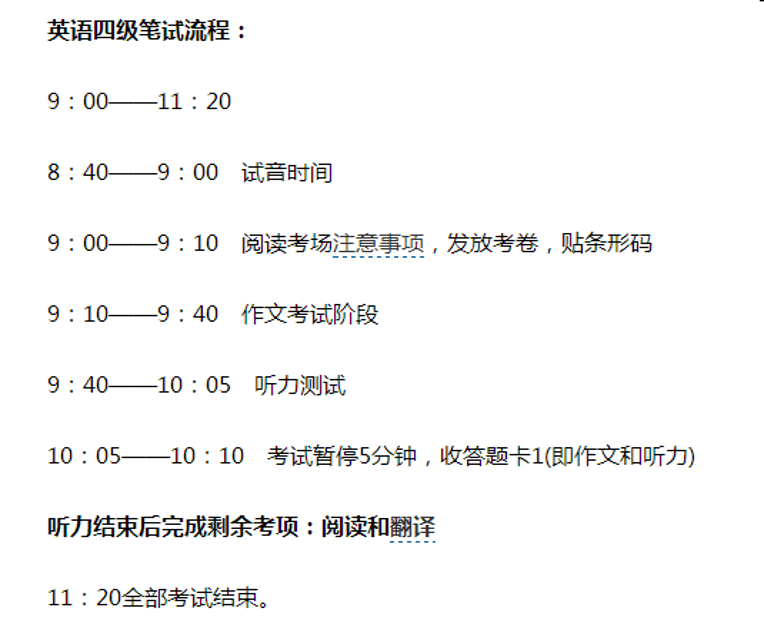 英语四级笔试流程：
9：00——11：20
8：40——9：00 试音时间
9：00——9：10 阅读考场注意事项，发放考卷，贴条形码
9：10——9：40 作文考试阶段
9：40——10：05 听力测试
10：05——10：10 考试暂停5分钟，收答题卡1(即作文和听力)
听力结束后完成剩余考项：阅读和翻译
11：20全部考试结束。